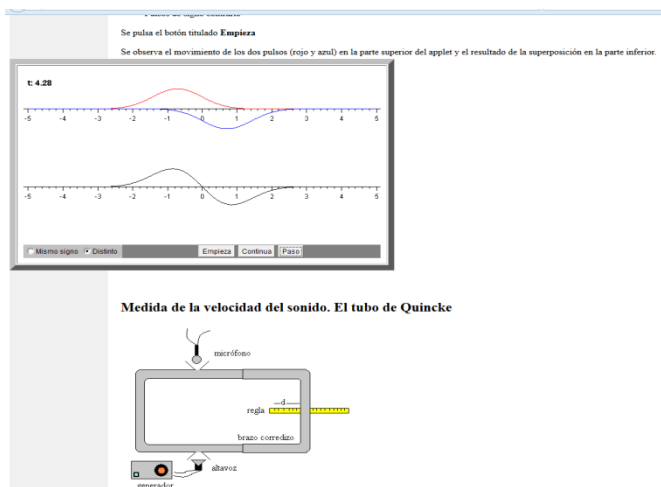 Pulsos de signo contrario
Se pulsa el botón titulado Empieza
Se observa el movimiento de los dos pulsos (rojo y azul) en la parte superior del applet y el resultado de la superposición en la parte inferior.
t: 4.28
-5 -4 -3 -2 -1 0 1 2 3 4 5
-5 -4 -3 -2 -1 0 1 2 3 4 5
Mismo signo Distinto Empieza Continua Paso
Medida de la velocidad del sonido. El tubo de Quincke
micrófono
d
regla
brazo corredizo
altavoz
generador